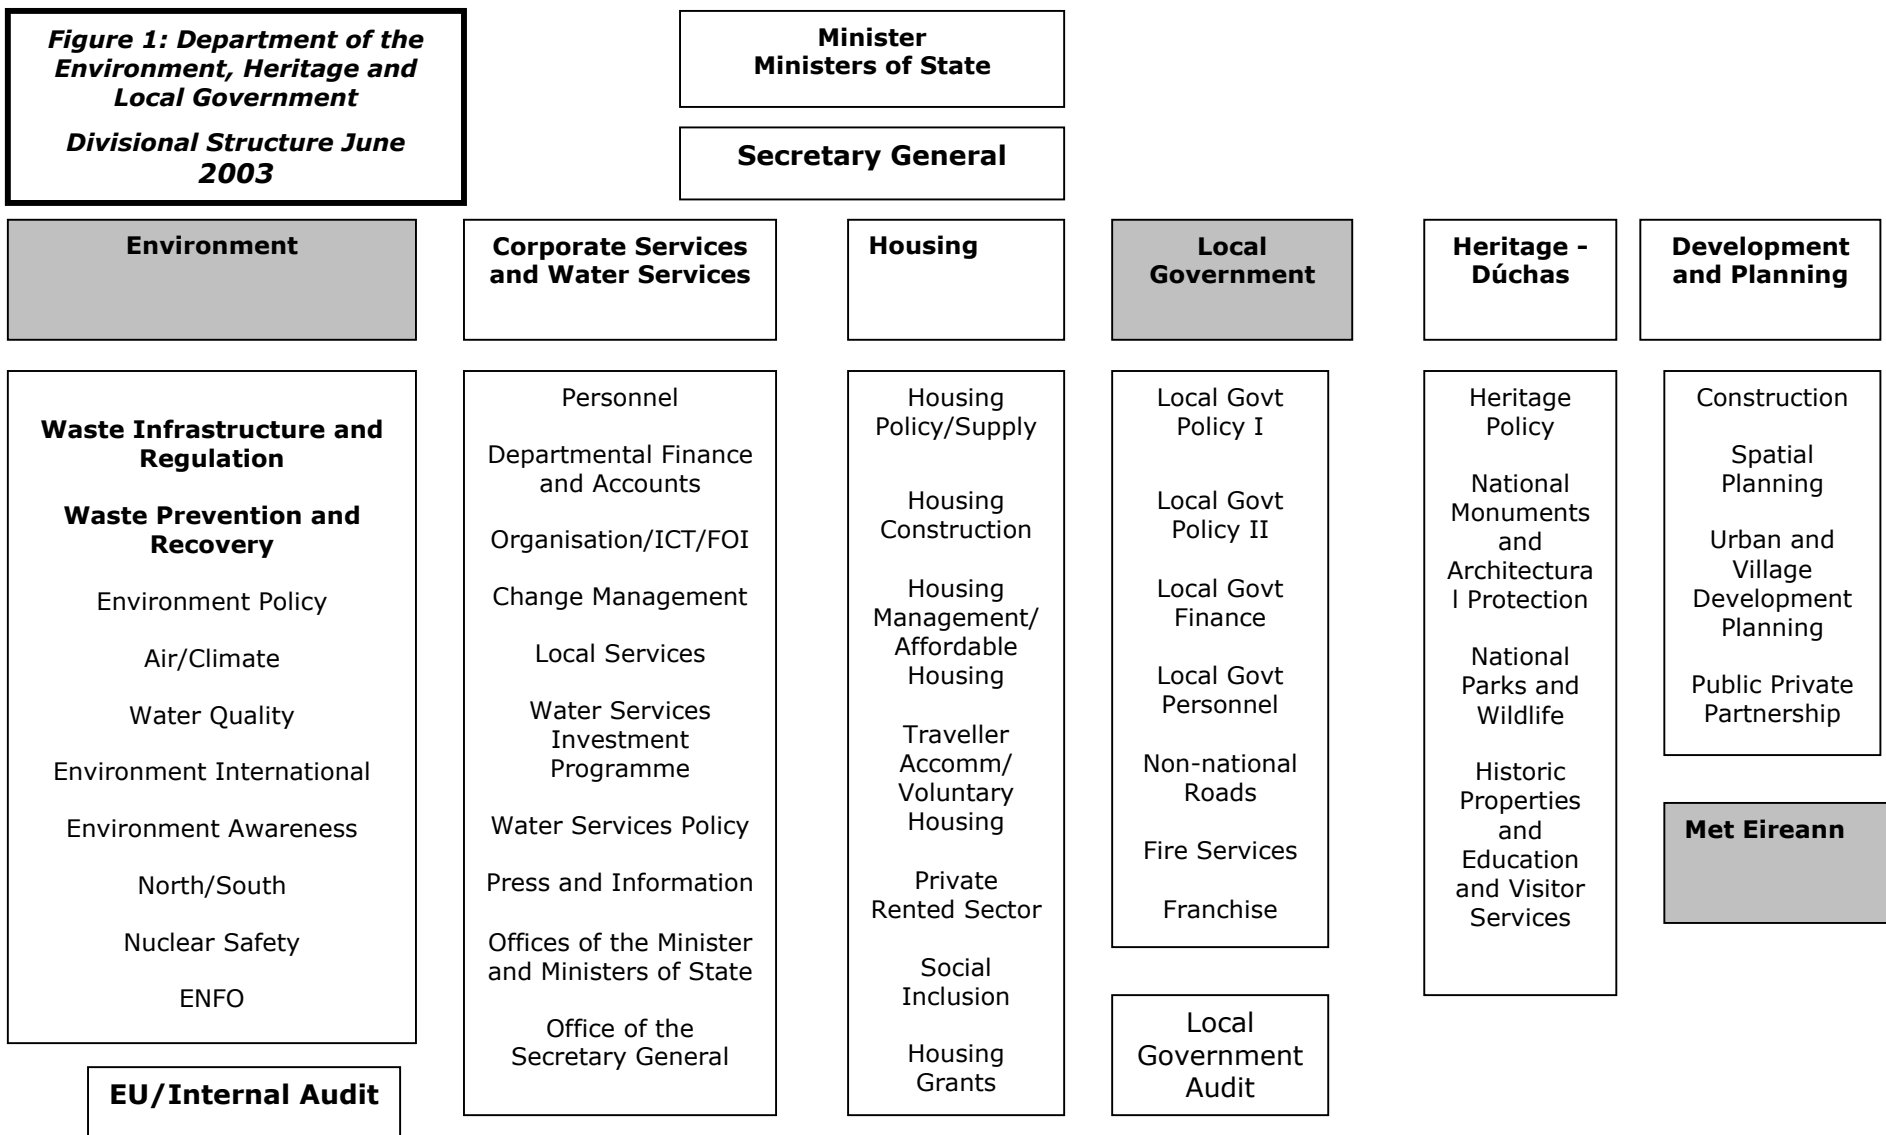 Figure 1: Department of the
Environment, Heritage and
Local Government
Divisional Structure June
2003
Minister
Ministers of State
Secretary General
Environment
Corporate Services
and Water Services
Housing
Local
Government
Heritage -
Dúchas
Development
and Planning
Waste Infrastructure and
Regulation
Waste Prevention and
Recovery
Environment Policy
Air/Climate
Water Quality
Environment International
Environment Awareness
North/South
Nuclear Safety
ENFO
EU/Internal Audit
Personnel
Departmental Finance
and Accounts
Organisation/ICT/FOI
Change Management
Local Services
Water Services
Investment
Programme
Water Services Policy
Press and Information
Offices of the Minister
and Ministers of State
Office of the
Secretary General
Housing
Policy/Supply
Housing
Construction
Housing
Management/
Affordable
Housing
Traveller
Accomm/
Voluntary
Housing
Private
Rented Sector
Social
Inclusion
Housing
Grants
Local Govt
Policy I
Local Govt
Policy II
Local Govt
Finance
Local Govt
Personnel
Non-national
Roads
Fire Services
Franchise
Local
Government
Audit
Heritage
Policy
National
Monuments
and
Architectura
l Protection
National
Parks and
Wildlife
Historic
Properties
and
Education
and Visitor
Services
Construction
Spatial
Planning
Urban and
Village
Development
Planning
Public Private
Partnership
Met Eireann